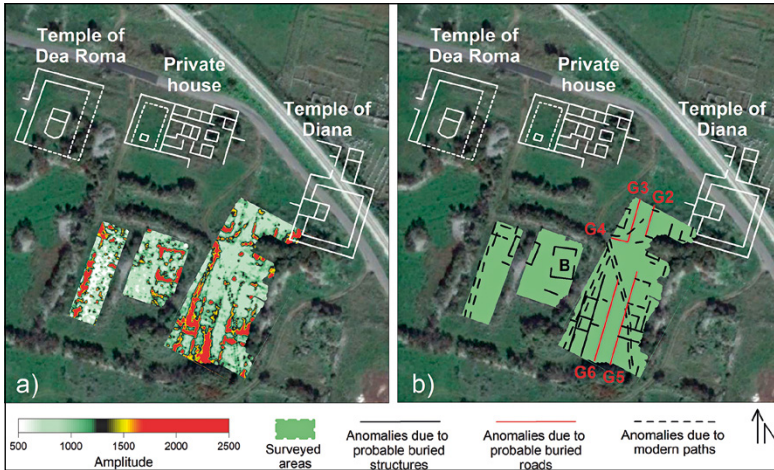 Temple of
Dea Roma
Private
house
Temple of
Diana
a)
Temple of
Dea Roma
Private
house
Temple of
Diana
G3
G2
G4
B
G6
G5
b)
500
1000
1500
2000
2500
Amplitude
Surveyed
areas
Anomalies due to
probable buried
structures
Anomalies due to
probable buried
roads
Anomalies due to
modern paths
N